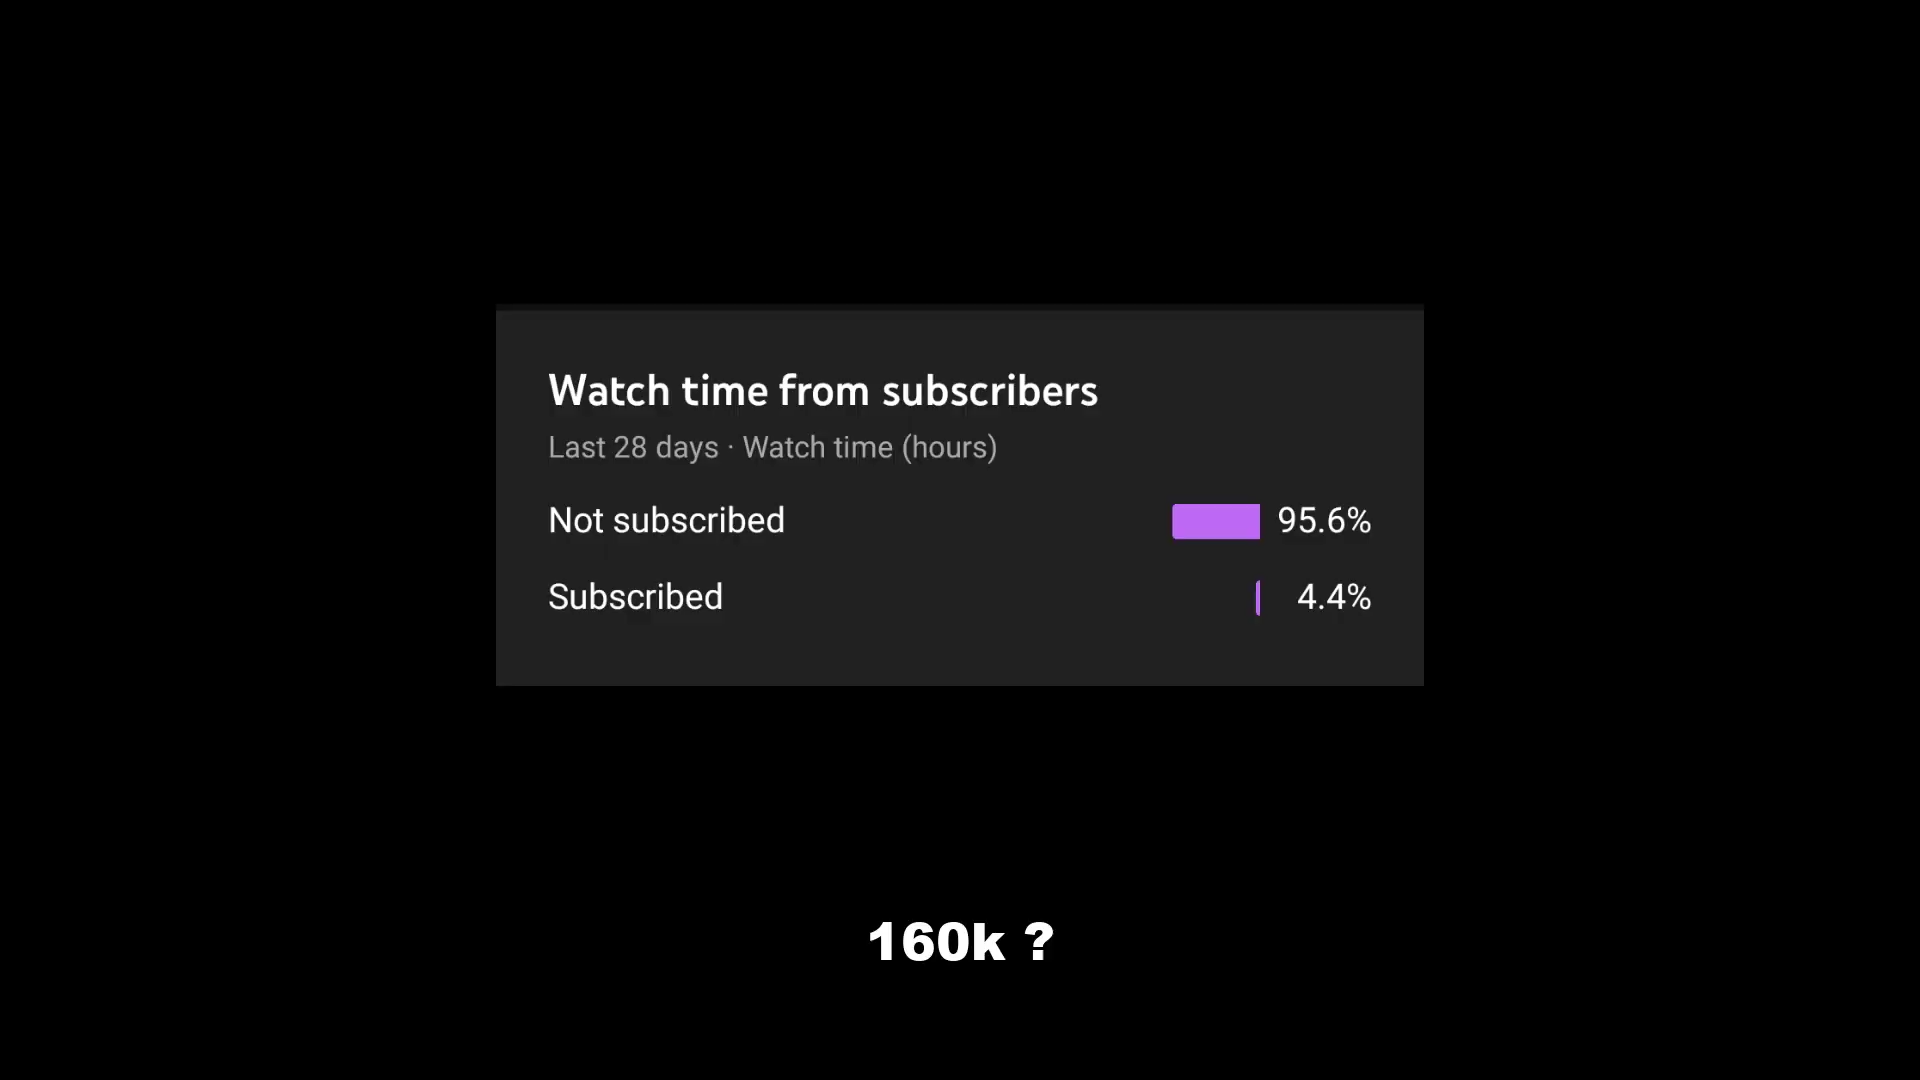 Watch time from subscribers
Last 28 days · Watch time (hours)
Not subscribed 95.6%
Subscribed 4.4%
160k ?